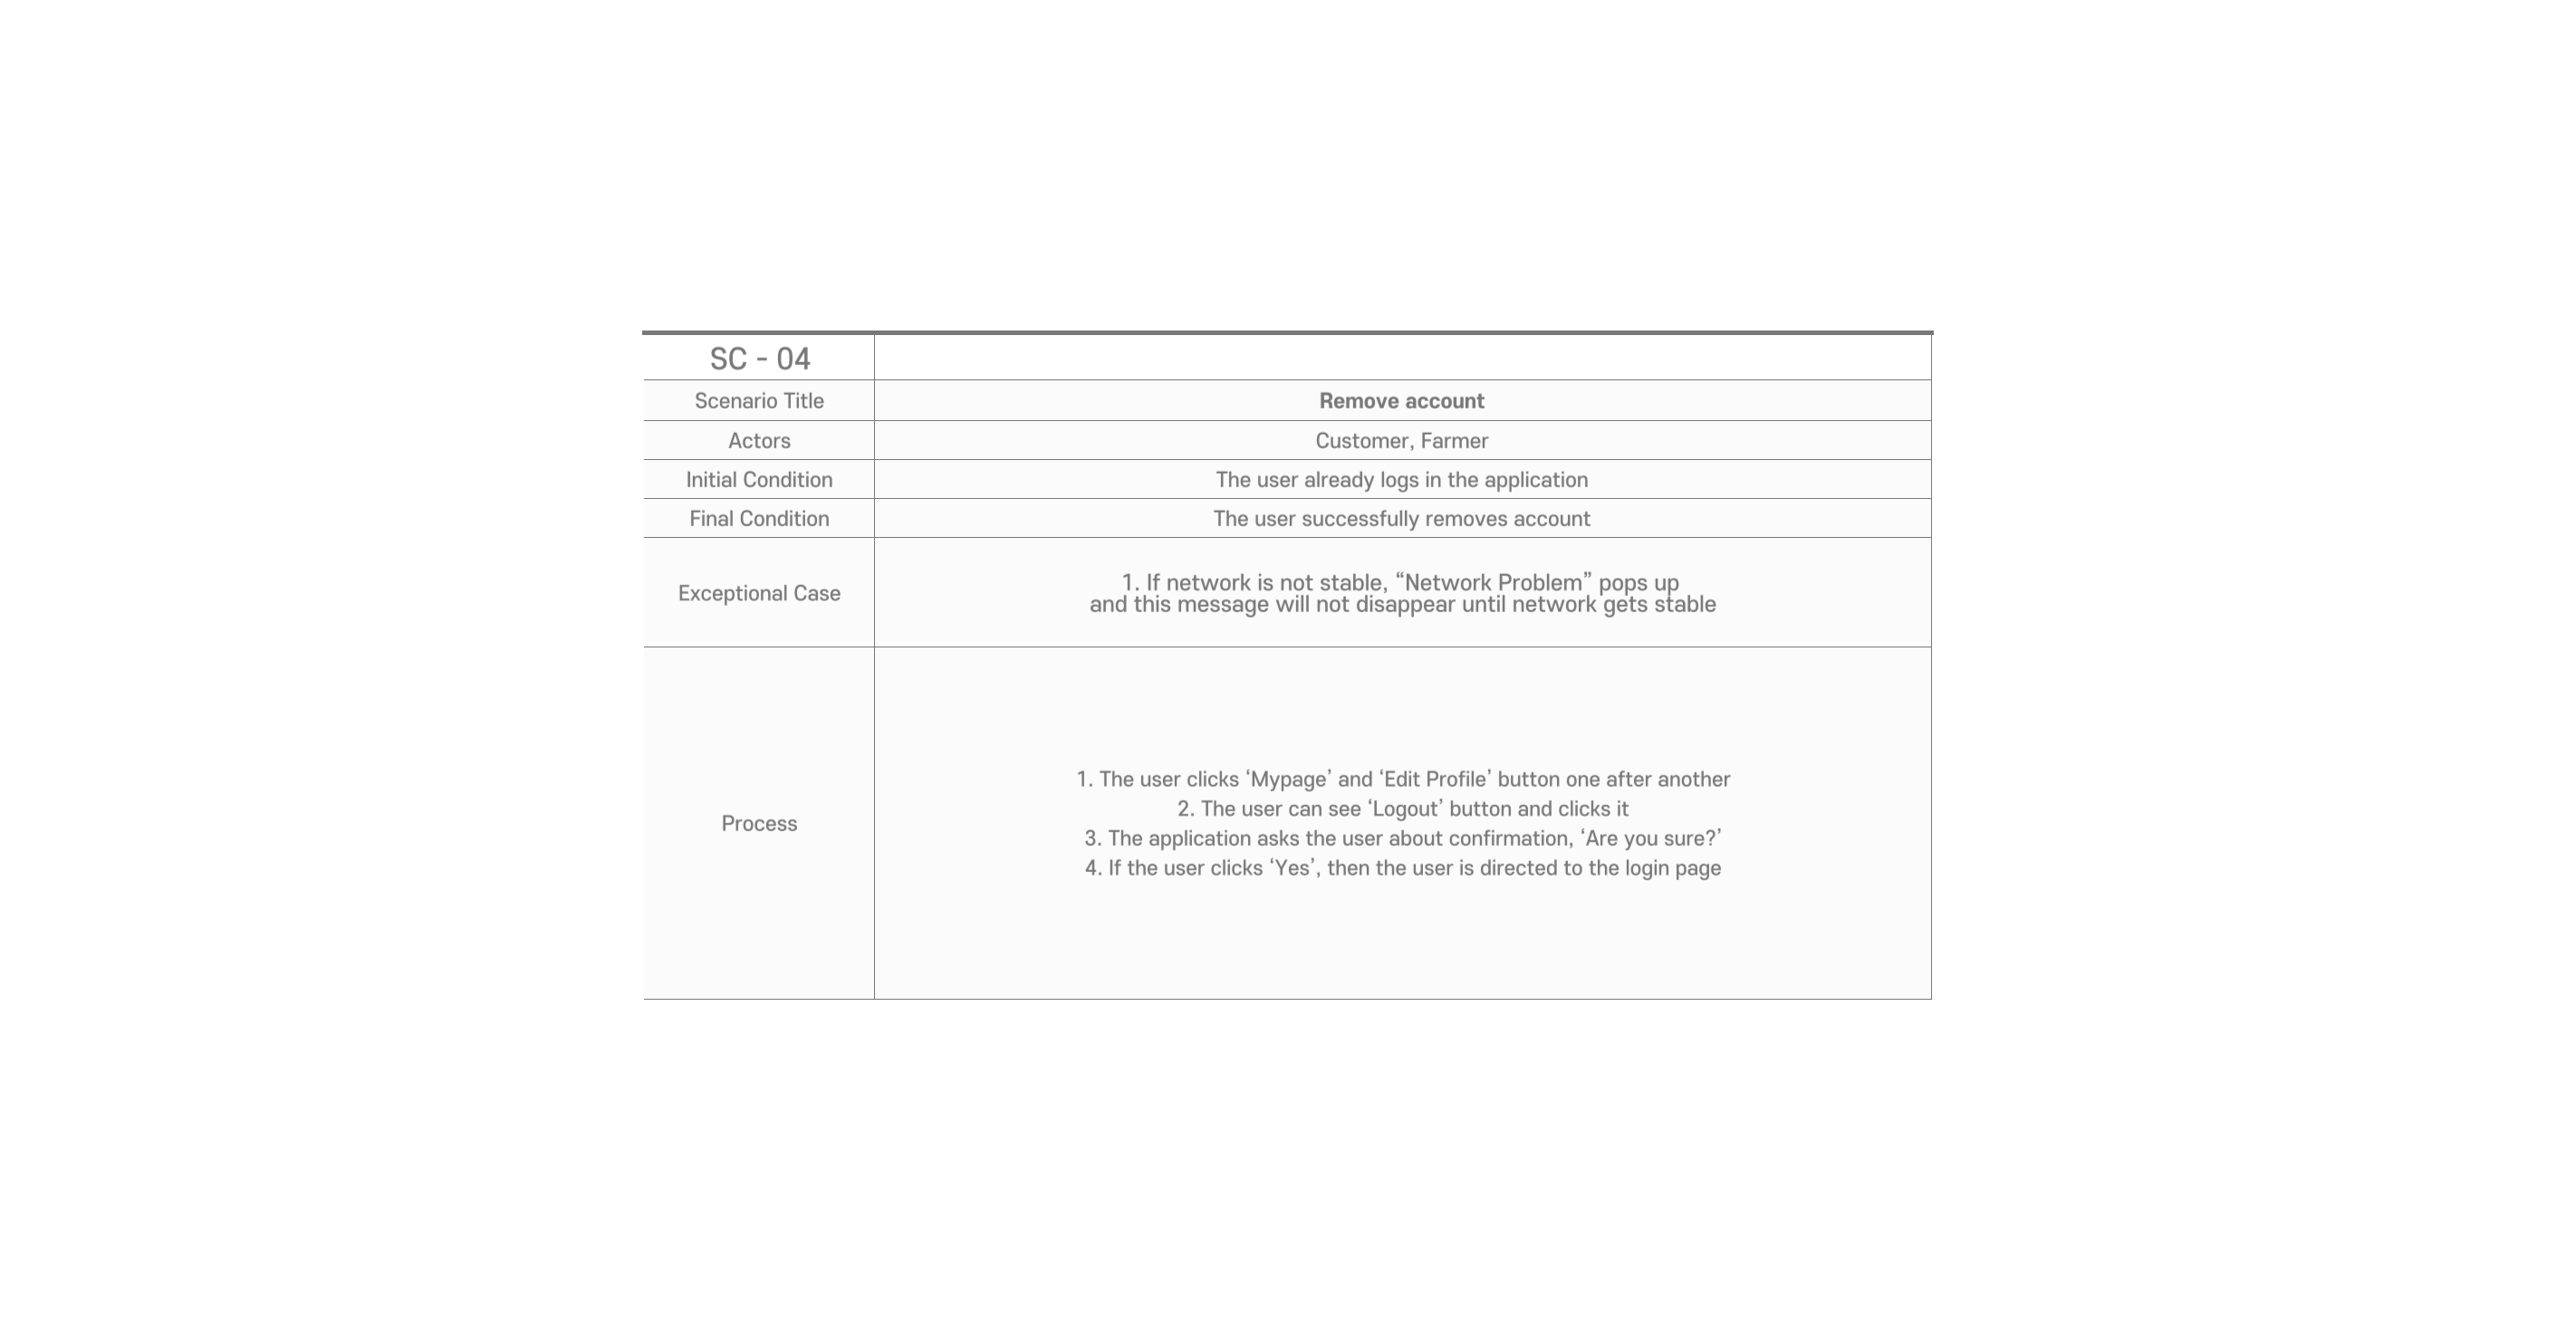 SC - 04
Scenario Title
Remove account
Actors
Customer, Farmer
Initial Condition
The user already logs in the application
Final Condition
The user successfully removes account
Exceptional Case
1. If network is not stable, “Network Problem” pops up
and this message will not disappear until network gets stable
Process
1. The user clicks ‘Mypage’ and ‘Edit Profile’ button one after another
2. The user can see ‘Logout’ button and clicks it
3. The application asks the user about confirmation, ‘Are you sure?’
4. If the user clicks ‘Yes’, then the user is directed to the login page